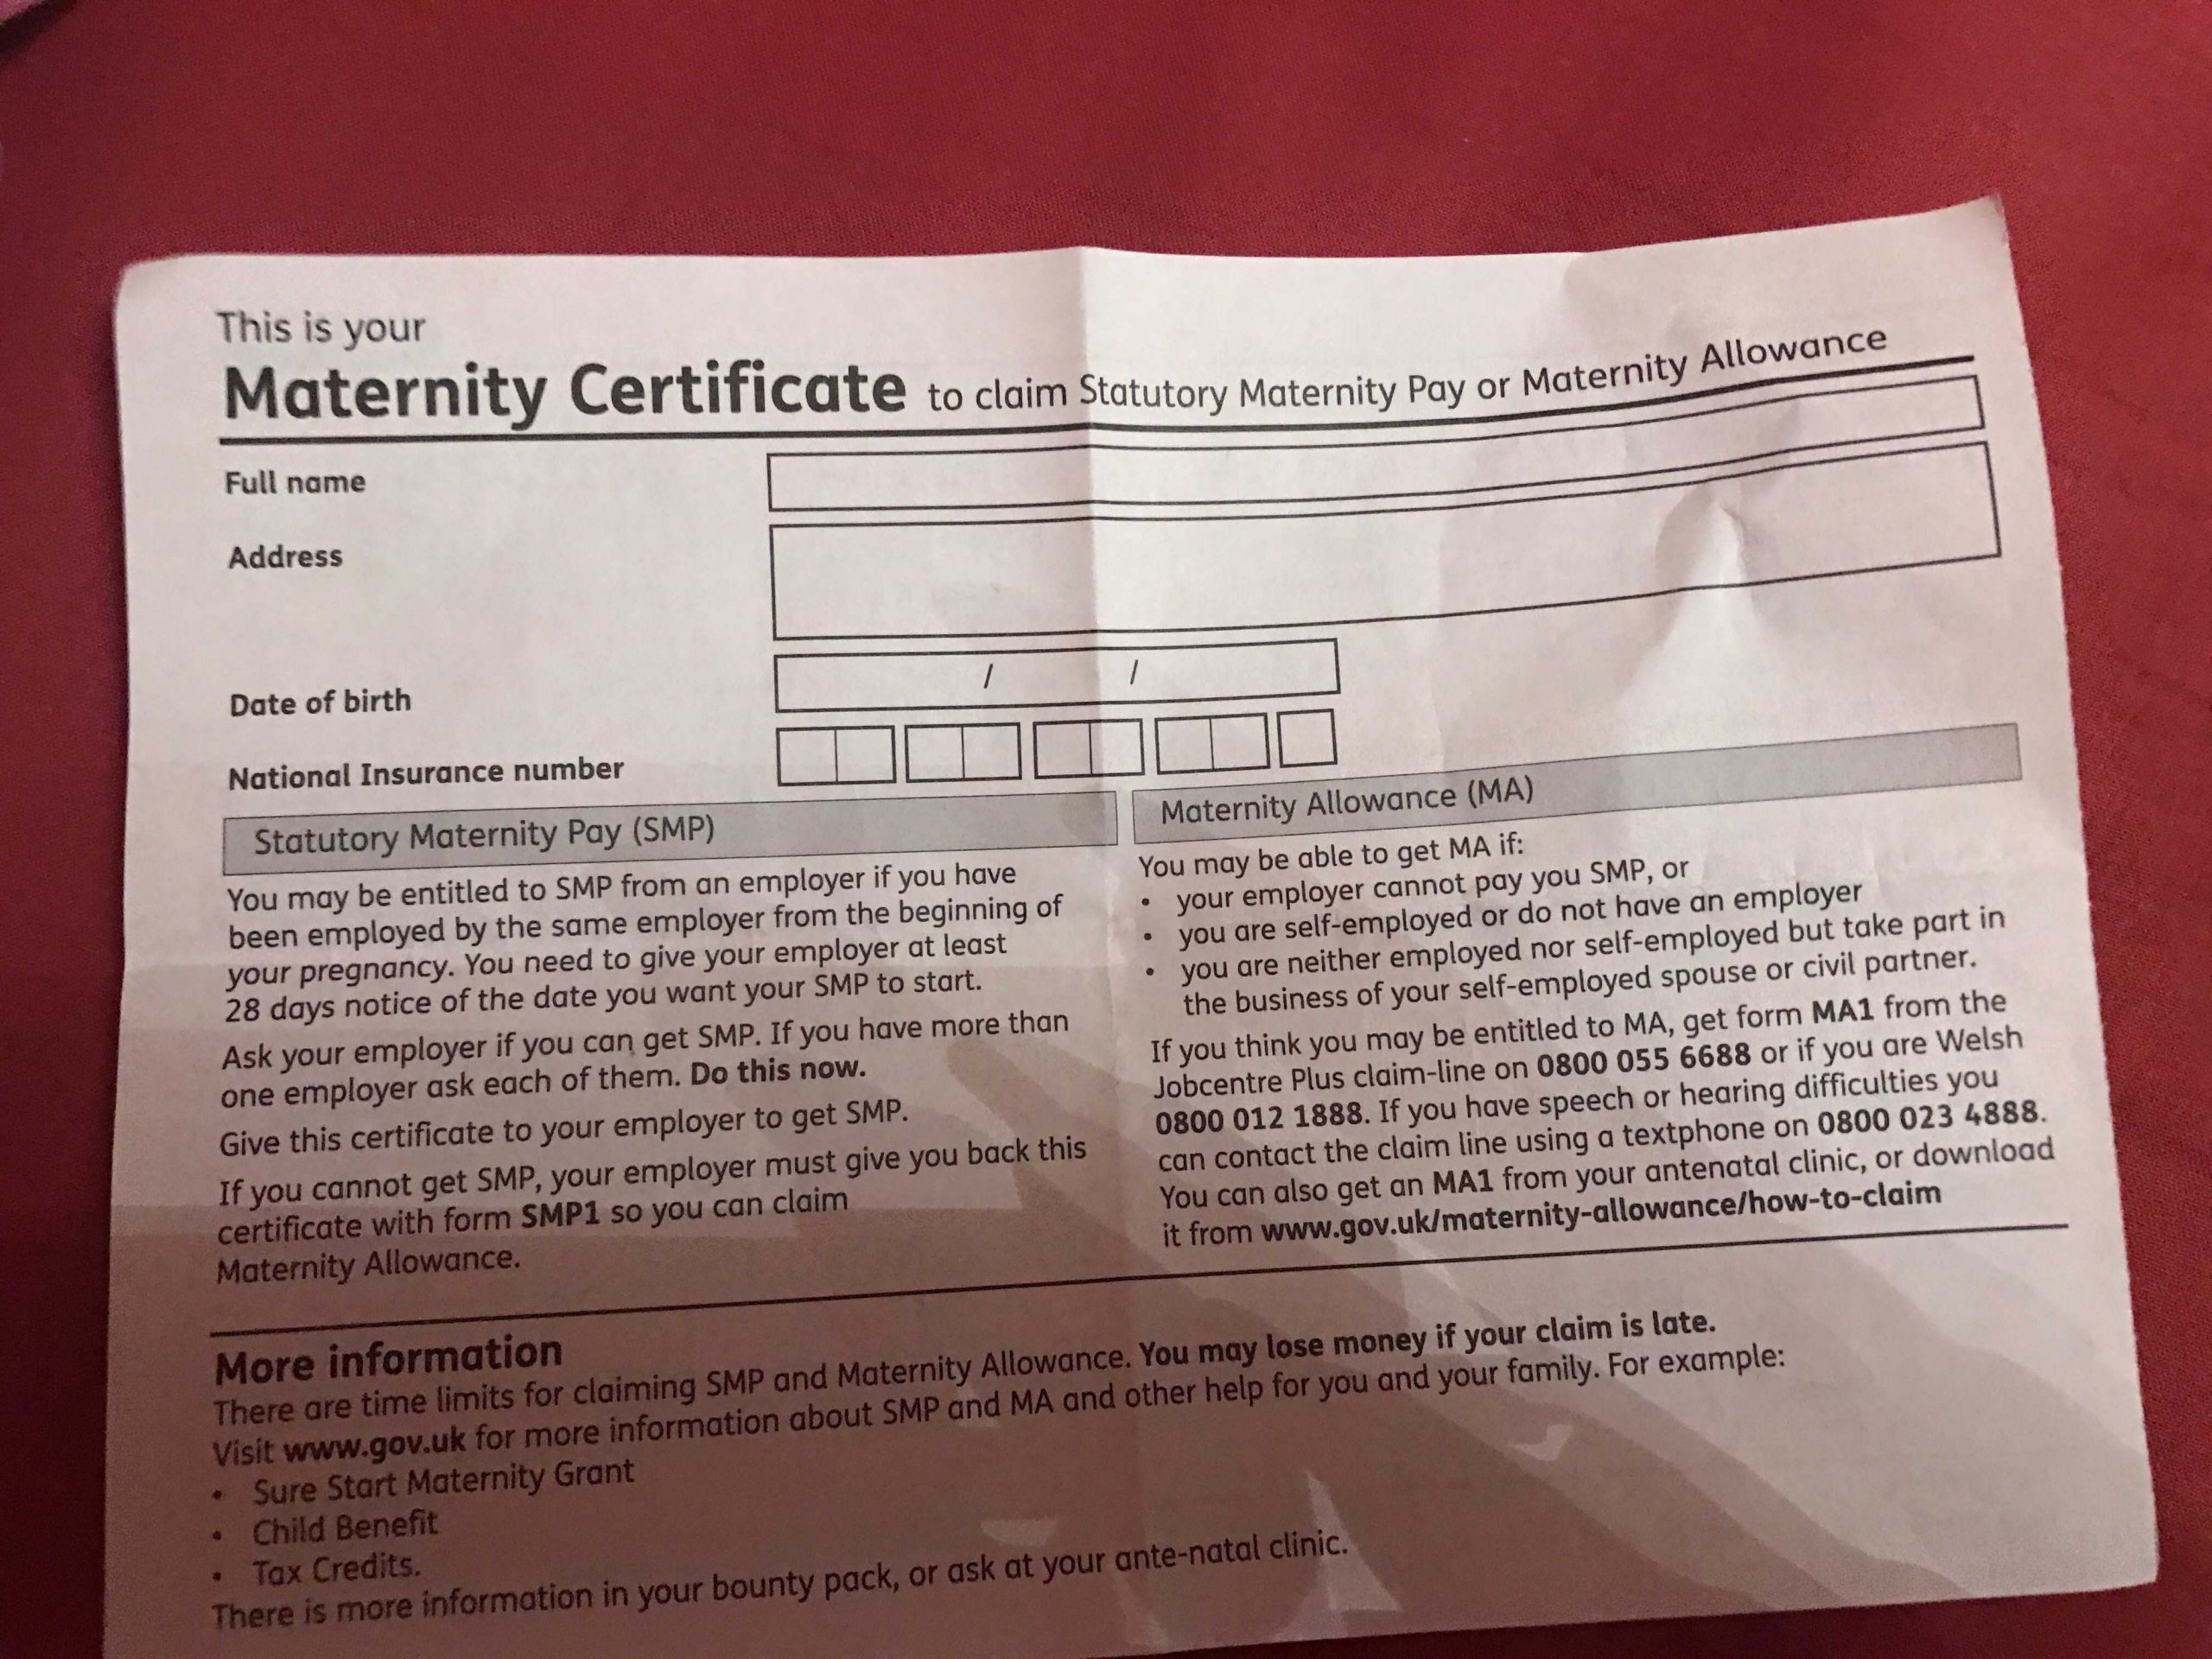 This is your
Maternity Certificate to claim Statutory Maternity Pay or Maternity Allowance
Full name
Address
Date of birth / /
National Insurance number
Statutory Maternity Pay (SMP)
You may be entitled to SMP from an employer if you have
been employed by the same employer from the beginning of
your pregnancy. You need to give your employer at least
28 days notice of the date you want your SMP to start.
Ask your employer if you can get SMP. If you have more than
one employer ask each of them. Do this now.
Give this certificate to your employer to get SMP.
If you cannot get SMP, your employer must give you back this
certificate with form SMP1 so you can claim
Maternity Allowance.
Maternity Allowance (MA)
You may be able to get MA if:
• your employer cannot pay you SMP, or
• you are self-employed or do not have an employer
• you are neither employed nor self-employed but take part in
the business of your self-employed spouse or civil partner.
If you think you may be entitled to MA, get form MA1 from the
Jobcentre Plus claim-line on 0800 055 6688 or if you are Welsh
0800 012 1888. If you have speech or hearing difficulties you
can contact the claim line using a textphone on 0800 023 4888.
You can also get an MA1 from your antenatal clinic, or download
it from www.gov.uk/maternity-allowance/how-to-claim
More information
There are time limits for claiming SMP and Maternity Allowance. You may lose money if your claim is late.
Visit www.gov.uk for more information about SMP and MA and other help for you and your family. For example:
• Sure Start Maternity Grant
• Child Benefit
• Tax Credits.
There is more information in your bounty pack, or ask at your ante-natal clinic.